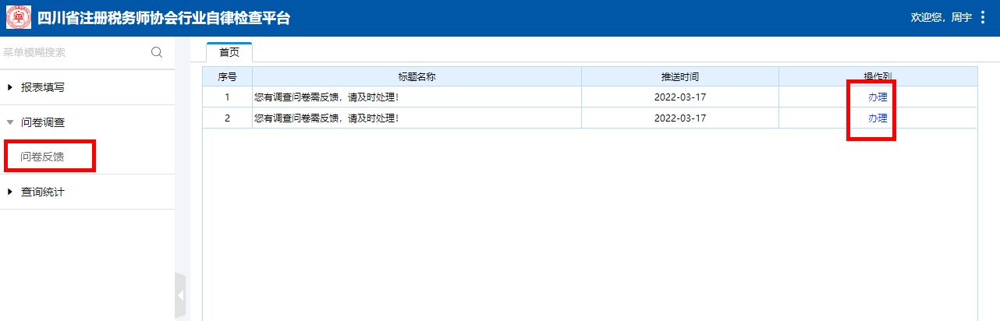 四川省注册税务师协会行业自律检查平台
欢迎您，周宇
菜单模糊搜索
报表填写
问卷调查
问卷反馈
查询统计
首页
序号 标题名称 推送时间 操作列
1 您有调查问卷需反馈，请及时处理！ 2022-03-17 办理
2 您有调查问卷需反馈，请及时处理！ 2022-03-17 办理